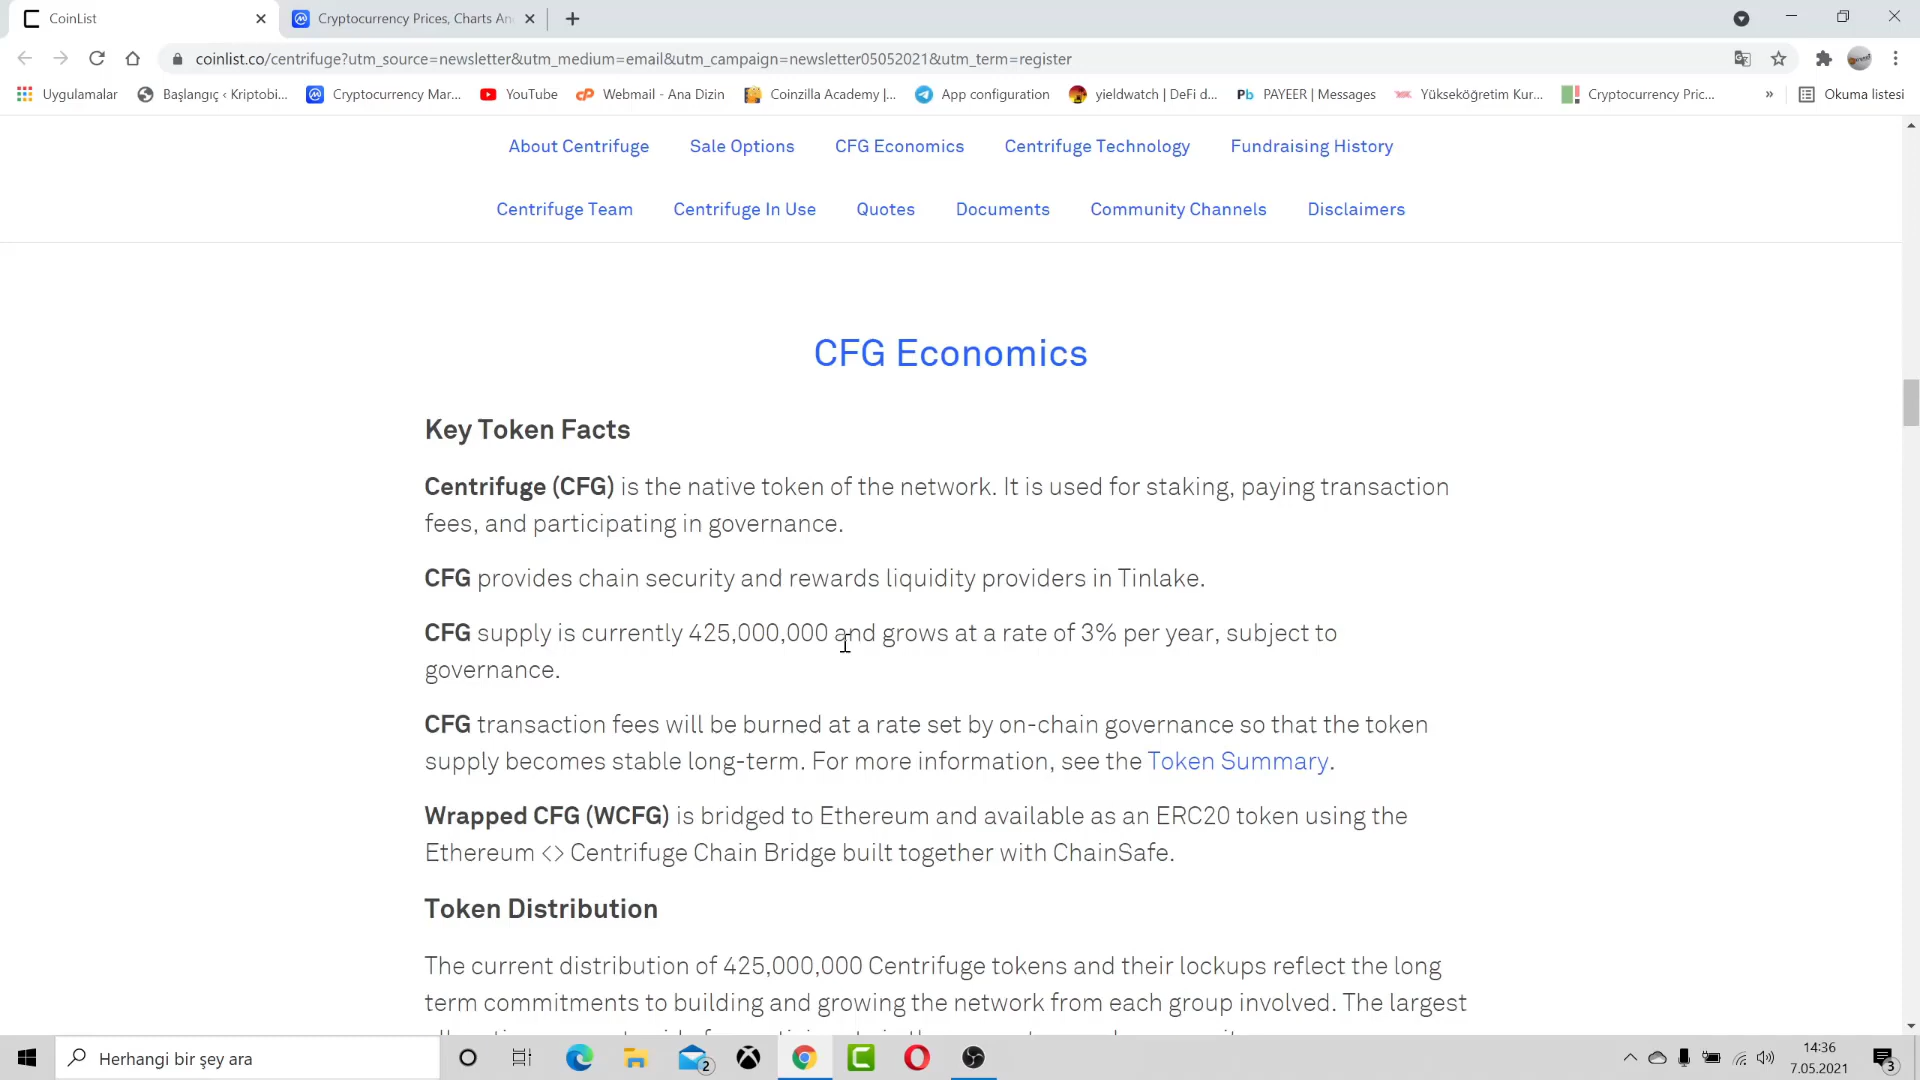 CoinList
Cryptocurrency Prices, Charts An
coinlist.co/centrifuge?utm_source=newsletter&utm_medium=email&utm_campaign=newsletter05052021&utm_term=register
Uygulamalar
Başlangıç ‹ Kriptobi...
Cryptocurrency Mar...
YouTube
Webmail - Ana Dizin
Coinzilla Academy |...
App configuration
yieldwatch | DeFi d...
Pb PAYEER | Messages
Yükseköğretim Kur...
Cryptocurrency Pric...
»
Okuma listesi
About Centrifuge Sale Options CFG Economics Centrifuge Technology Fundraising History
Centrifuge Team Centrifuge In Use Quotes Documents Community Channels Disclaimers
CFG Economics
Key Token Facts
Centrifuge (CFG) is the native token of the network. It is used for staking, paying transaction
fees, and participating in governance.
CFG provides chain security and rewards liquidity providers in Tinlake.
CFG supply is currently 425,000,000 and grows at a rate of 3% per year, subject to
governance.
CFG transaction fees will be burned at a rate set by on-chain governance so that the token
supply becomes stable long-term. For more information, see the Token Summary.
Wrapped CFG (WCFG) is bridged to Ethereum and available as an ERC20 token using the
Ethereum <> Centrifuge Chain Bridge built together with ChainSafe.
Token Distribution
The current distribution of 425,000,000 Centrifuge tokens and their lockups reflect the long
term commitments to building and growing the network from each group involved. The largest
Herhangi bir şey ara
2
14:36
7.05.2021
3